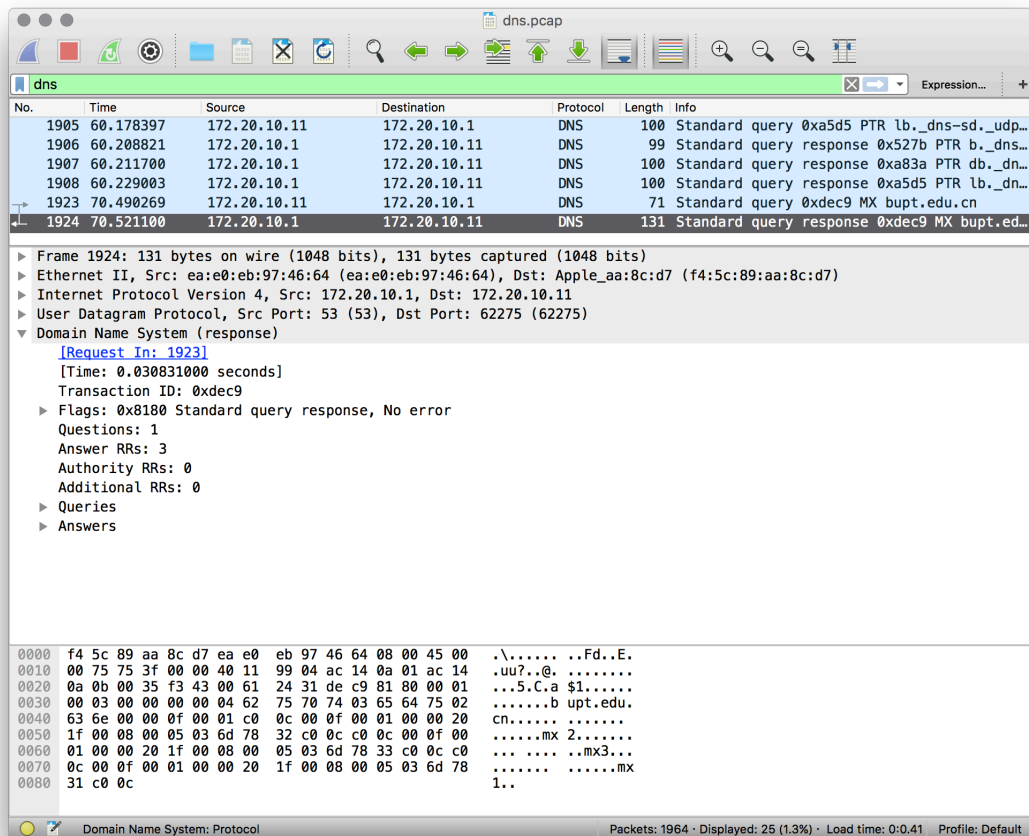 dns.pcap
dns Expression... +
No. Time Source Destination Protocol Length Info
1905 60.178397 172.20.10.11 172.20.10.1 DNS 100 Standard query 0xa5d5 PTR lb._dns-sd._udp…
1906 60.208821 172.20.10.1 172.20.10.11 DNS 99 Standard query response 0x527b PTR b._dns…
1907 60.211700 172.20.10.1 172.20.10.11 DNS 100 Standard query response 0xa83a PTR db._dn…
1908 60.229003 172.20.10.1 172.20.10.11 DNS 100 Standard query response 0xa5d5 PTR lb._dn…
1923 70.490269 172.20.10.11 172.20.10.1 DNS 71 Standard query 0xdec9 MX bupt.edu.cn
1924 70.521100 172.20.10.1 172.20.10.11 DNS 131 Standard query response 0xdec9 MX bupt.ed…
Frame 1924: 131 bytes on wire (1048 bits), 131 bytes captured (1048 bits)
Ethernet II, Src: ea:e0:eb:97:46:64 (ea:e0:eb:97:46:64), Dst: Apple_aa:8c:d7 (f4:5c:89:aa:8c:d7)
Internet Protocol Version 4, Src: 172.20.10.1, Dst: 172.20.10.11
User Datagram Protocol, Src Port: 53 (53), Dst Port: 62275 (62275)
Domain Name System (response)
[Request In: 1923]
[Time: 0.030831000 seconds]
Transaction ID: 0xdec9
Flags: 0x8180 Standard query response, No error
Questions: 1
Answer RRs: 3
Authority RRs: 0
Additional RRs: 0
Queries
Answers
0000 f4 5c 89 aa 8c d7 ea e0 eb 97 46 64 08 00 45 00 .\...... ..Fd..E.
0010 00 75 75 3f 00 00 40 11 99 04 ac 14 0a 01 ac 14 .uu?..@. ........
0020 0a 0b 00 35 f3 43 00 61 24 31 de c9 81 80 00 01 ...5.C.a $1......
0030 00 03 00 00 00 00 04 62 75 70 74 03 65 64 75 02 .......b upt.edu.
0040 63 6e 00 00 0f 00 01 c0 0c 00 0f 00 01 00 00 20 cn...... .......
0050 1f 00 08 00 05 03 6d 78 32 c0 0c c0 0c 00 0f 00 ......mx 2.......
0060 01 00 00 20 1f 00 08 00 05 03 6d 78 33 c0 0c c0 ... .... ..mx3...
0070 0c 00 0f 00 01 00 00 20 1f 00 08 00 05 03 6d 78 ....... ......mx
0080 31 c0 0c 1..
Domain Name System: Protocol Packets: 1964 · Displayed: 25 (1.3%) · Load time: 0:0.41 Profile: Default